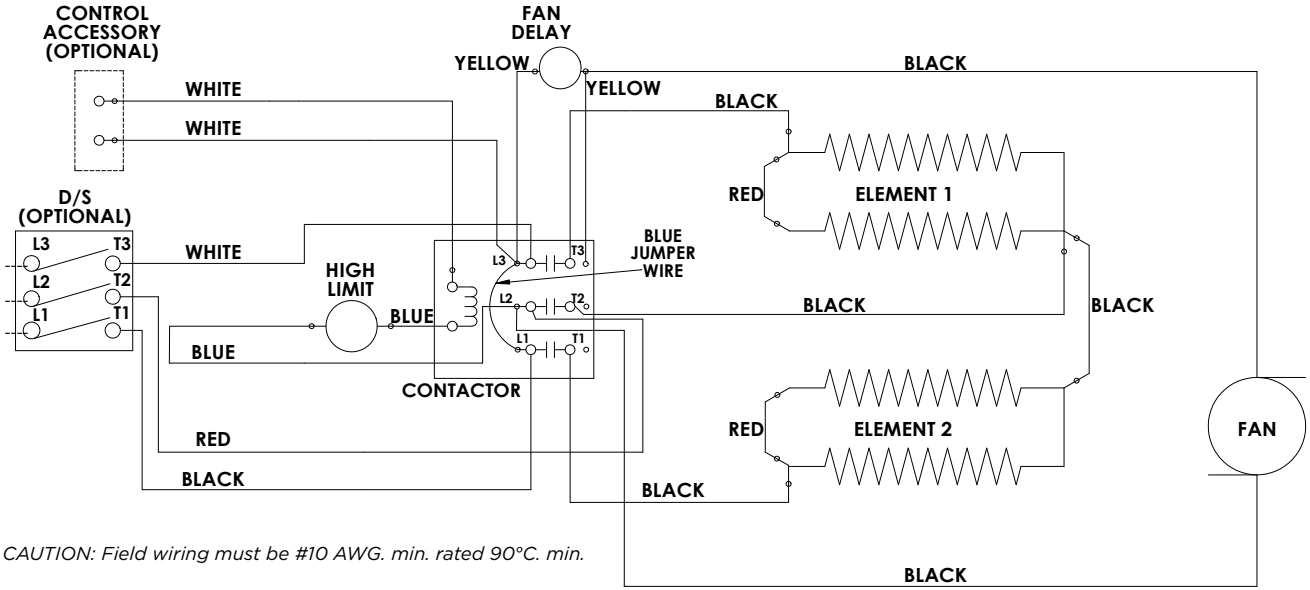 CONTROL
ACCESSORY
(OPTIONAL)
FAN
DELAY
YELLOW
YELLOW
BLACK
WHITE
BLACK
WHITE
D/S
(OPTIONAL)
L3
T3
L2
T2
L1
T1
WHITE
HIGH
LIMIT
BLUE
BLUE
RED
BLACK
L3
T3
L2
T2
L1
T1
CONTACTOR
BLUE
JUMPER
WIRE
RED
ELEMENT 1
BLACK
BLACK
RED
ELEMENT 2
BLACK
FAN
BLACK
CAUTION: Field wiring must be #10 AWG. min. rated 90°C. min.